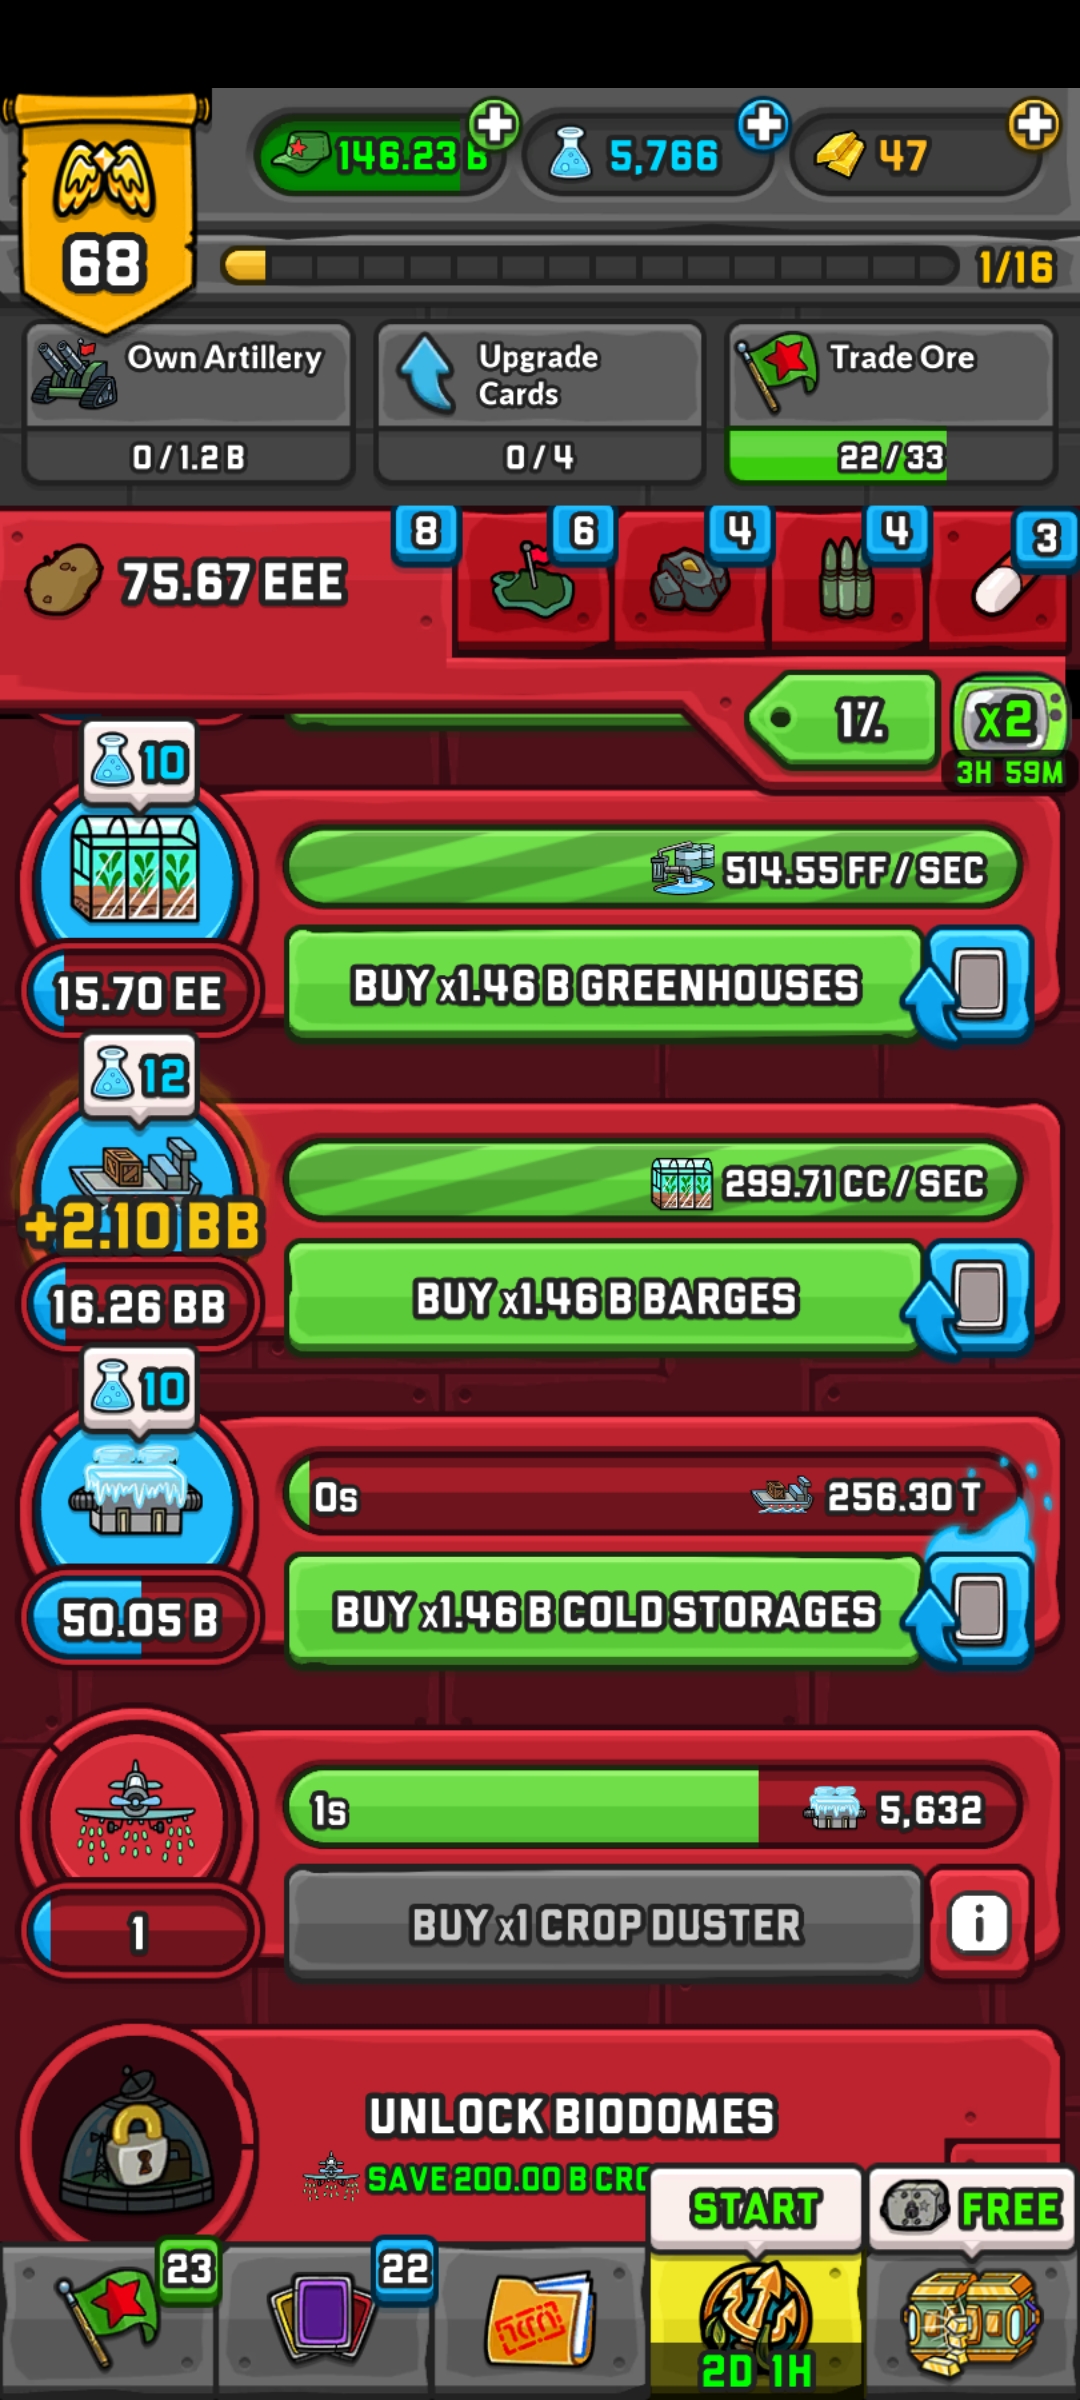 146.23 B
5,766
47
68
1/16
Own Artillery
0 / 1.2 B
Upgrade
Cards
0 / 4
Trade Ore
22 / 33
75.67 EEE
8
6
4
4
3
1%
x2
3H 59M
10
514.55 FF / SEC
15.70 EE
BUY x1.46 B GREENHOUSES
12
299.71 CC / SEC
+2.10 BB
16.26 BB
BUY x1.46 B BARGES
10
0s
256.30 T
50.05 B
BUY x1.46 B COLD STORAGES
1s
5,632
1
BUY x1 CROP DUSTER
i
UNLOCK BIODOMES
SAVE 200.00 B CRO
START
FREE
23
22
2D 1H